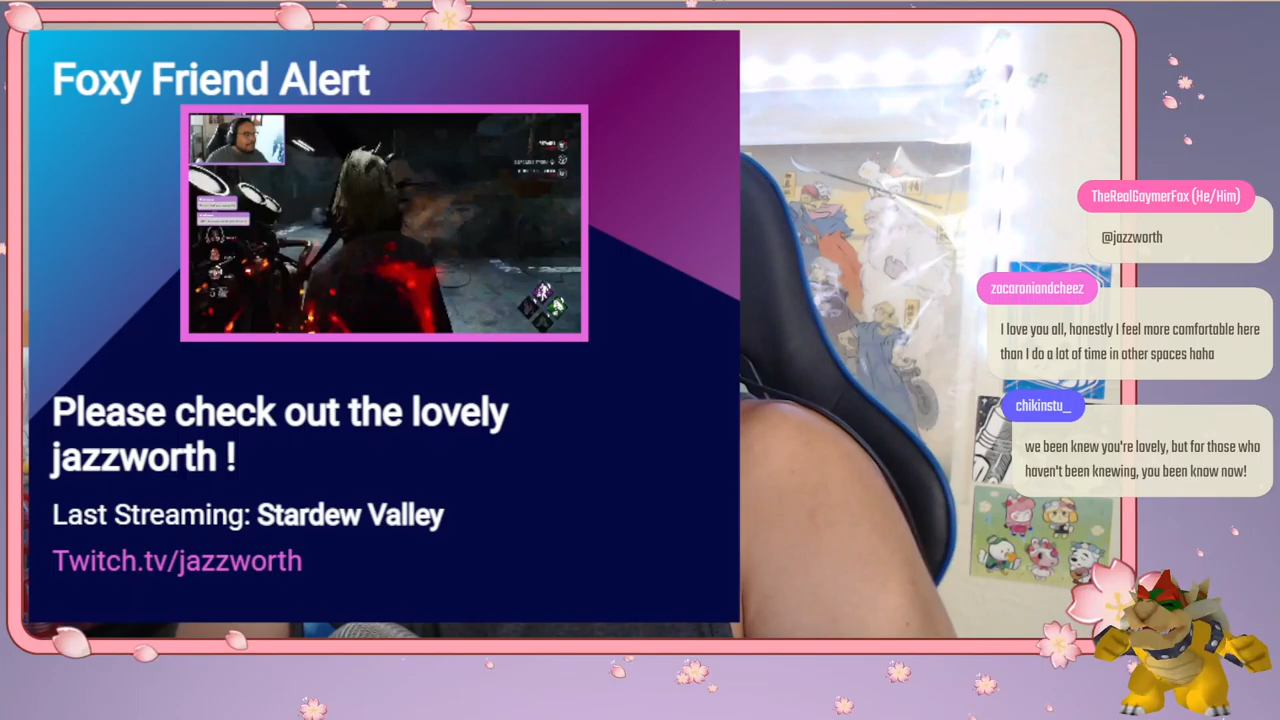 Foxy Friend Alert
Please check out the lovely
jazzworth !
Last Streaming: Stardew Valley
Twitch.tv/jazzworth
TheRealGaymerFox (He/Him)
@jazzworth
zacaraniandcheez
I love you all, honestly I feel more comfortable here
than I do a lot of time in other spaces haha
chikinstu_
we been knew you're lovely, but for those who
haven't been knewing, you been know now!